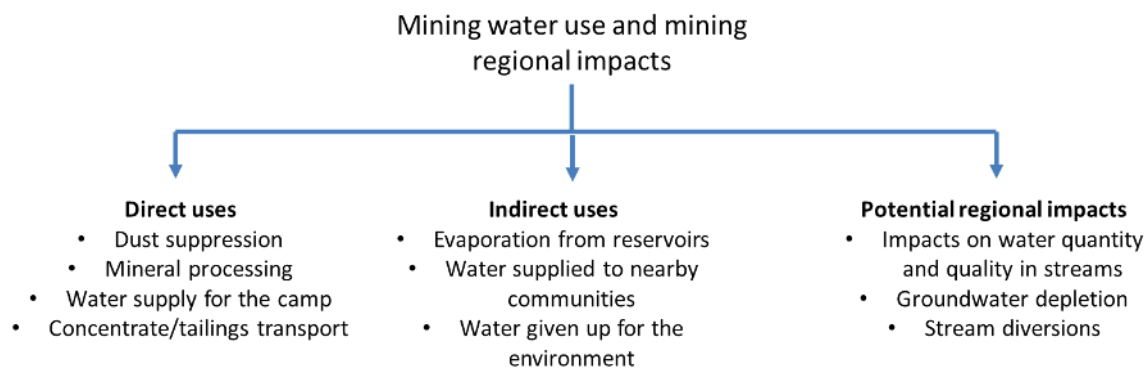 Mining water use and mining
regional impacts
Direct uses
• Dust suppression
• Mineral processing
• Water supply for the camp
• Concentrate/tailings transport
Indirect uses
• Evaporation from reservoirs
• Water supplied to nearby
communities
• Water given up for the
environment
Potential regional impacts
• Impacts on water quantity
and quality in streams
• Groundwater depletion
• Stream diversions